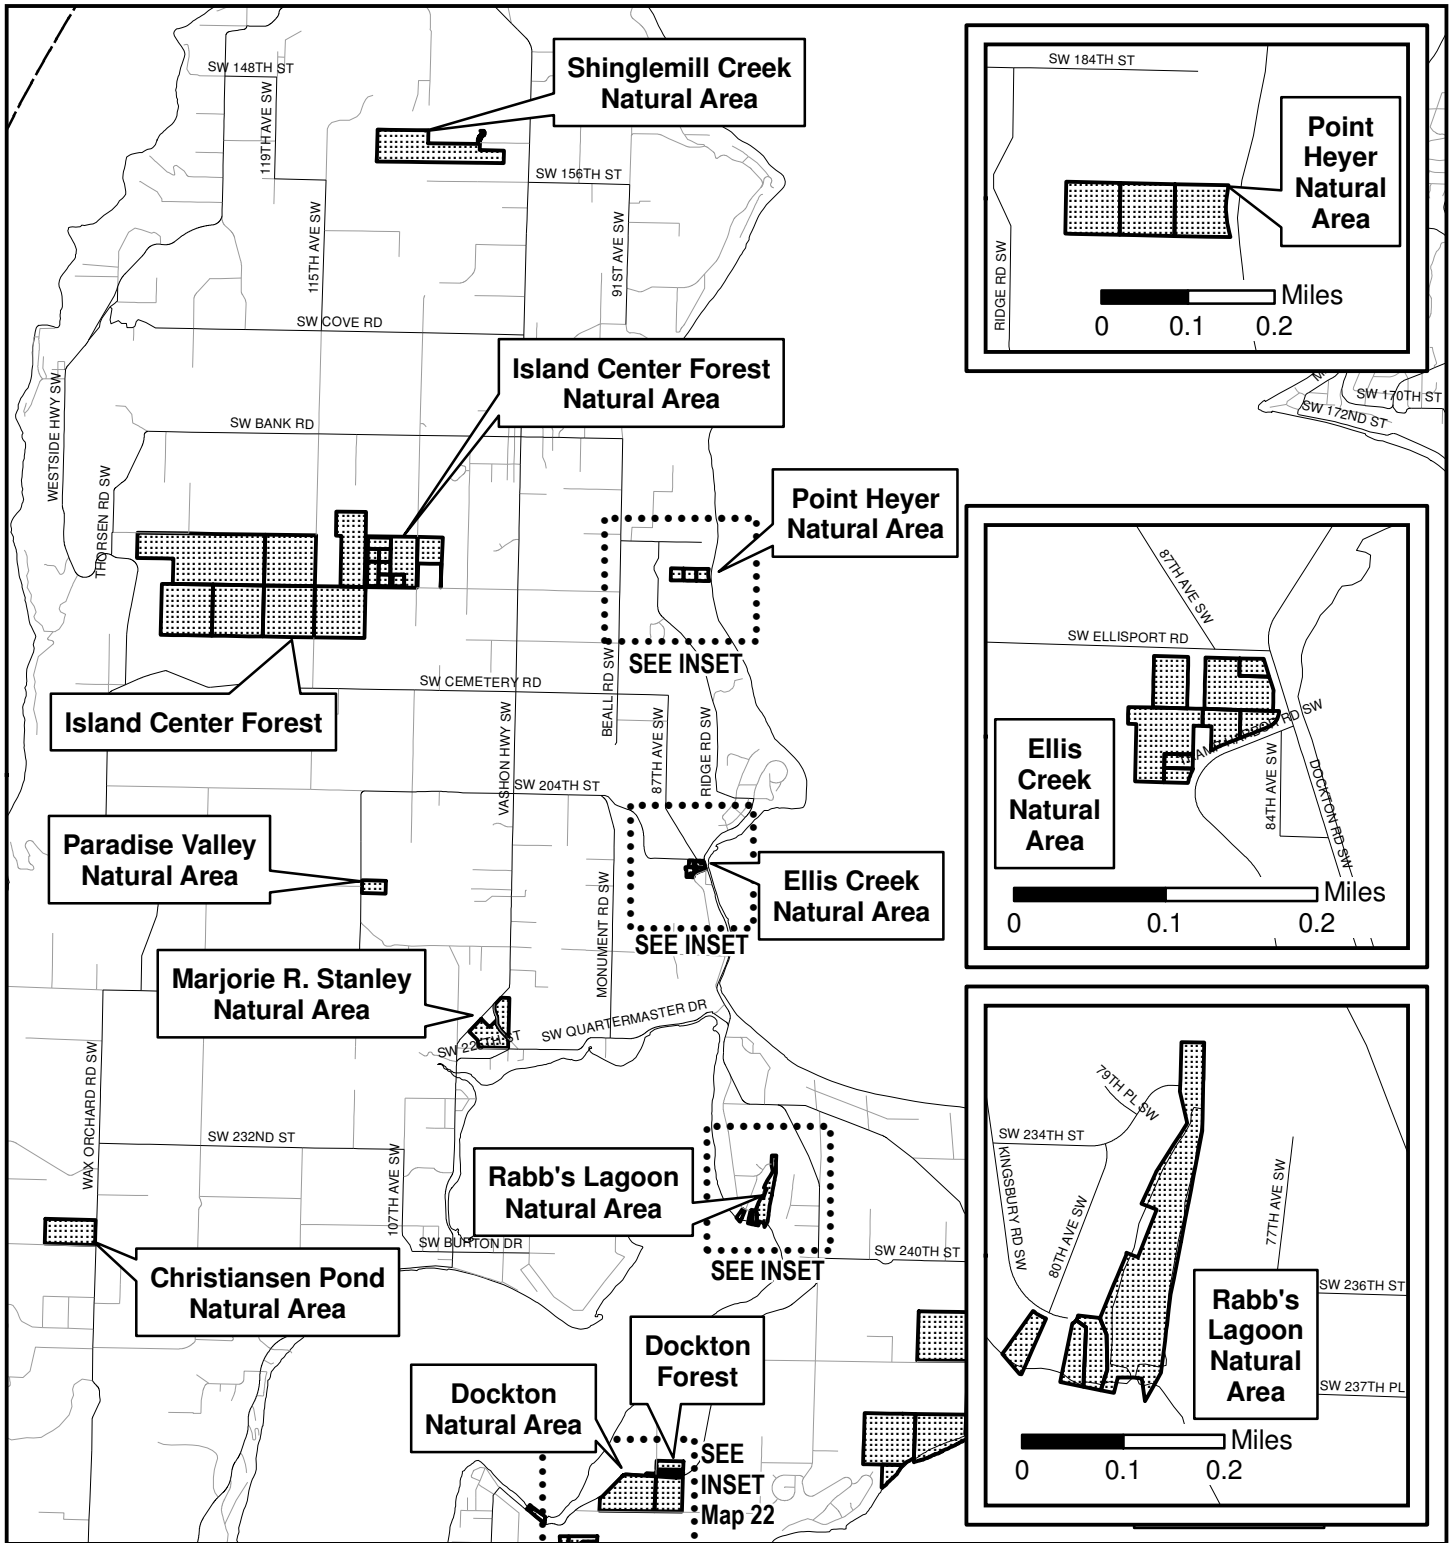 SW 148TH ST
119TH AVE SW
Shinglemill Creek
Natural Area
SW 156TH ST
115TH AVE SW
91ST AVE SW
SW COVE RD
WESTSIDE HWY SW
Island Center Forest
Natural Area
SW BANK RD
THORSEN RD SW
Point Heyer
Natural Area
SEE INSET
BEALL RD SW
SW CEMETERY RD
Island Center Forest
VASHON HWY SW
87TH AVE SW
RIDGE RD SW
SW 204TH ST
Paradise Valley
Natural Area
Ellis Creek
Natural Area
SEE INSET
MONUMENT RD SW
Marjorie R. Stanley
Natural Area
SW QUARTERMASTER DR
WAX ORCHARD RD SW
SW 232ND ST
107TH AVE SW
Rabb's Lagoon
Natural Area
SW BURTON DR
SW 240TH ST
SEE INSET
Christiansen Pond
Natural Area
Dockton
Forest
Dockton
Natural Area
SEE
INSET
Map 22
SW 184TH ST
RIDGE RD SW
Point
Heyer
Natural
Area
Miles
0 0.1 0.2
SW 170TH ST
SW 172ND ST
87TH AVE SW
SW ELLISPORT RD
HARBOR RD SW
84TH AVE SW
DOCKTON RD SW
Ellis
Creek
Natural
Area
Miles
0 0.1 0.2
79TH PL SW
SW 234TH ST
KINGSBURY RD SW
80TH AVE SW
77TH AVE SW
SW 236TH ST
Rabb's
Lagoon
Natural
Area
SW 237TH PL
Miles
0 0.1 0.2